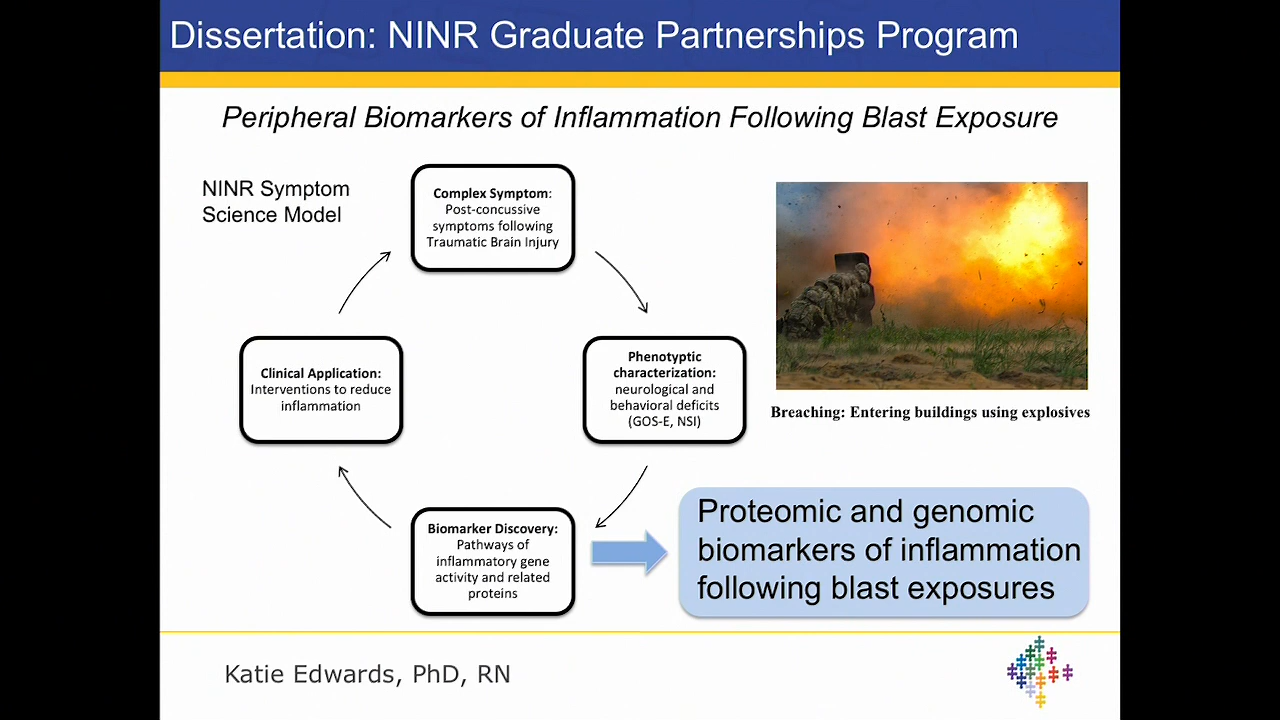 Dissertation: NINR Graduate Partnerships Program
Peripheral Biomarkers of Inflammation Following Blast Exposure
NINR Symptom
Science Model
Complex Symptom:
Post-concussive
symptoms following
Traumatic Brain Injury
Phenotyptic
characterization:
neurological and
behavioral deficits
(GOS-E, NSI)
Clinical Application:
Interventions to reduce
inflammation
Breaching: Entering buildings using explosives
Biomarker Discovery:
Pathways of
inflammatory gene
activity and related
proteins
Proteomic and genomic
biomarkers of inflammation
following blast exposures
Katie Edwards, PhD, RN